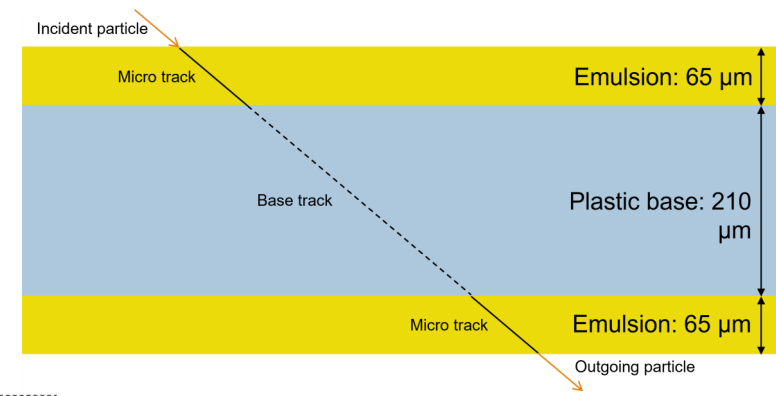 Incident particle
Micro track
Emulsion: 65 μm
Base track
Plastic base: 210
μm
Micro track
Emulsion: 65 μm
Outgoing particle